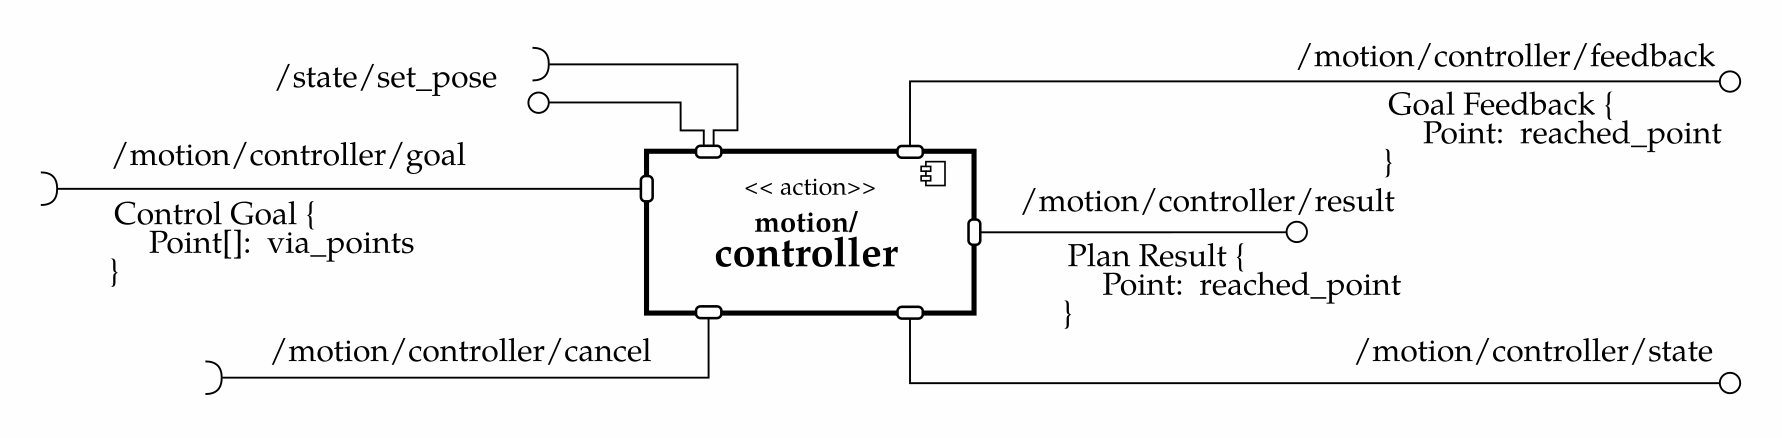 /state/set_pose
/motion/controller/feedback
Goal Feedback {
Point: reached_point
}
/motion/controller/goal
Control Goal {
Point[]: via_points
}
<< action>>
motion/
controller
/motion/controller/result
Plan Result {
Point: reached_point
}
/motion/controller/cancel
/motion/controller/state